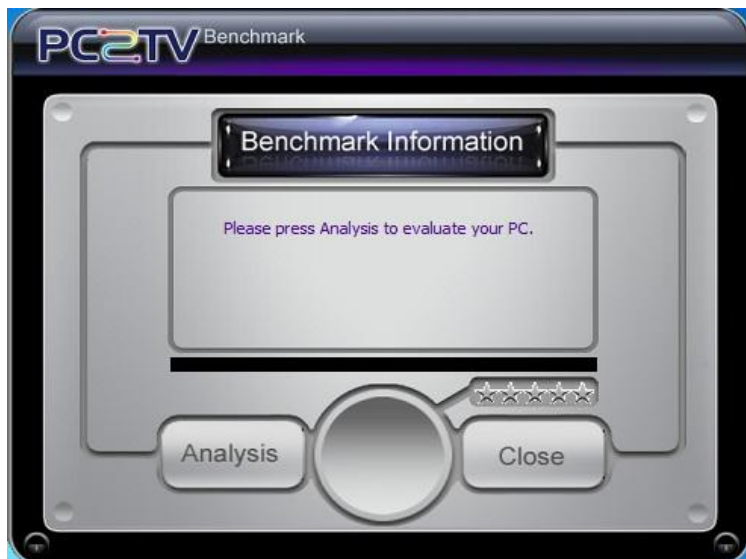 PC2TV Benchmark
Benchmark Information
Please press Analysis to evaluate your PC.
Analysis
Close